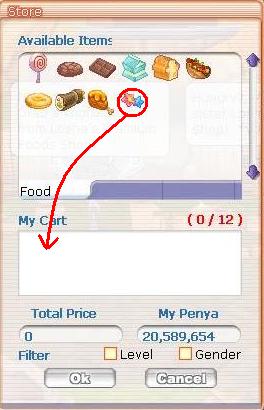 Store
Available Items
Food
My Cart
( 0 / 12 )
Total Price
My Penya
0
20,589,654
Filter
Level
Gender
Ok
Cancel